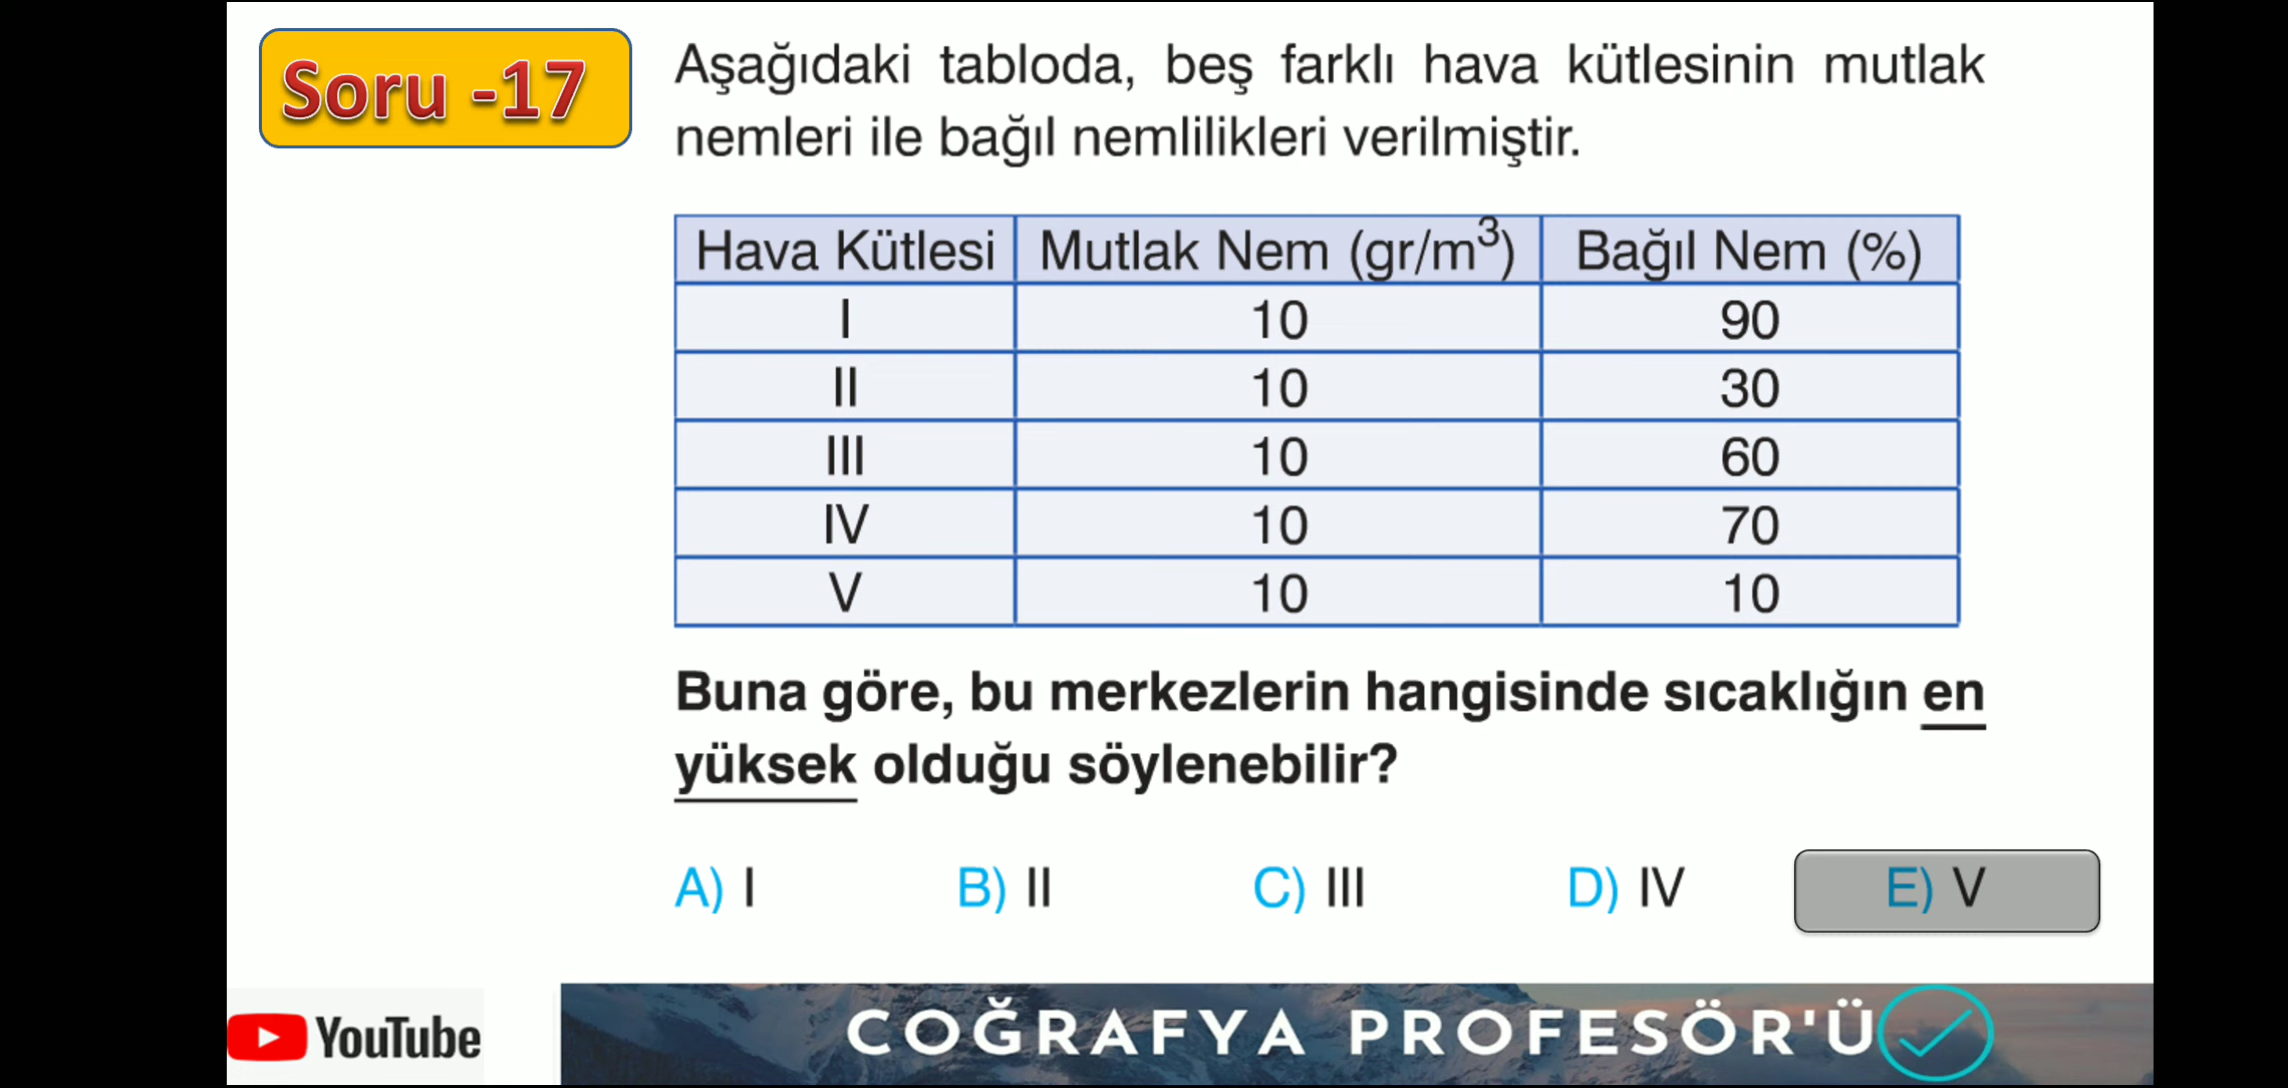 Soru -17
Aşağıdaki tabloda, beş farklı hava kütlesinin mutlak
nemleri ile bağıl nemlilikleri verilmiştir.
Hava Kütlesi Mutlak Nem (gr/m³) Bağıl Nem (%)
I 10 90
II 10 30
III 10 60
IV 10 70
V 10 10
Buna göre, bu merkezlerin hangisinde sıcaklığın en
yüksek olduğu söylenebilir?
A) I B) II C) III D) IV E) V
YouTube
COĞRAFYA PROFESÖR'Ü